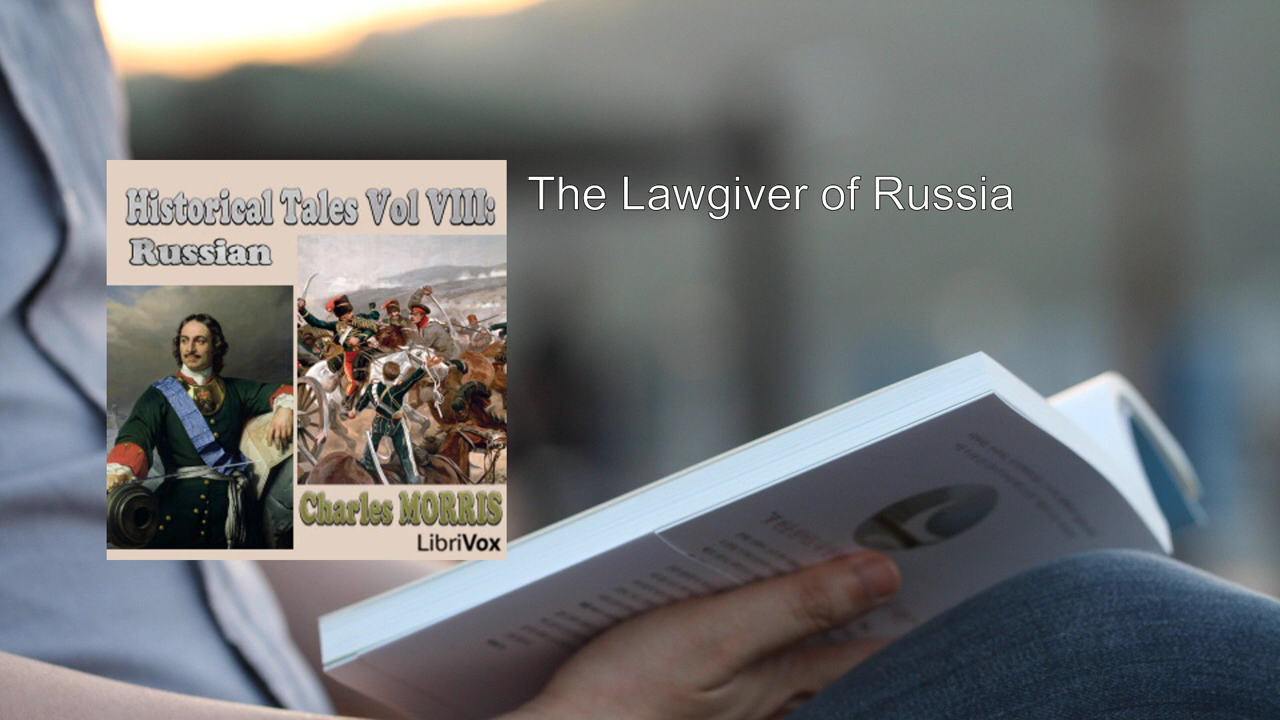 Historical Tales Vol VIII:
Russian
Charles MORRIS
LibriVox
The Lawgiver of Russia